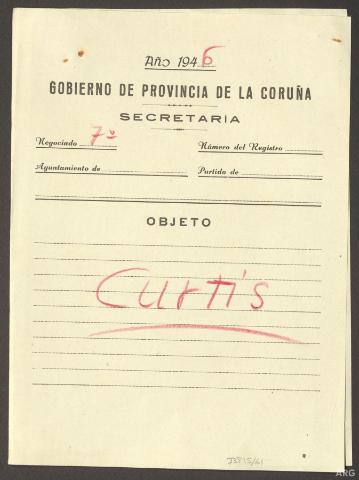 Año 1946
GOBIERNO DE PROVINCIA DE LA CORUÑA
SECRETARIA
Negociado 7º Número del Registro
Ayuntamiento de Partido de
OBJETO
Curtis
ARG